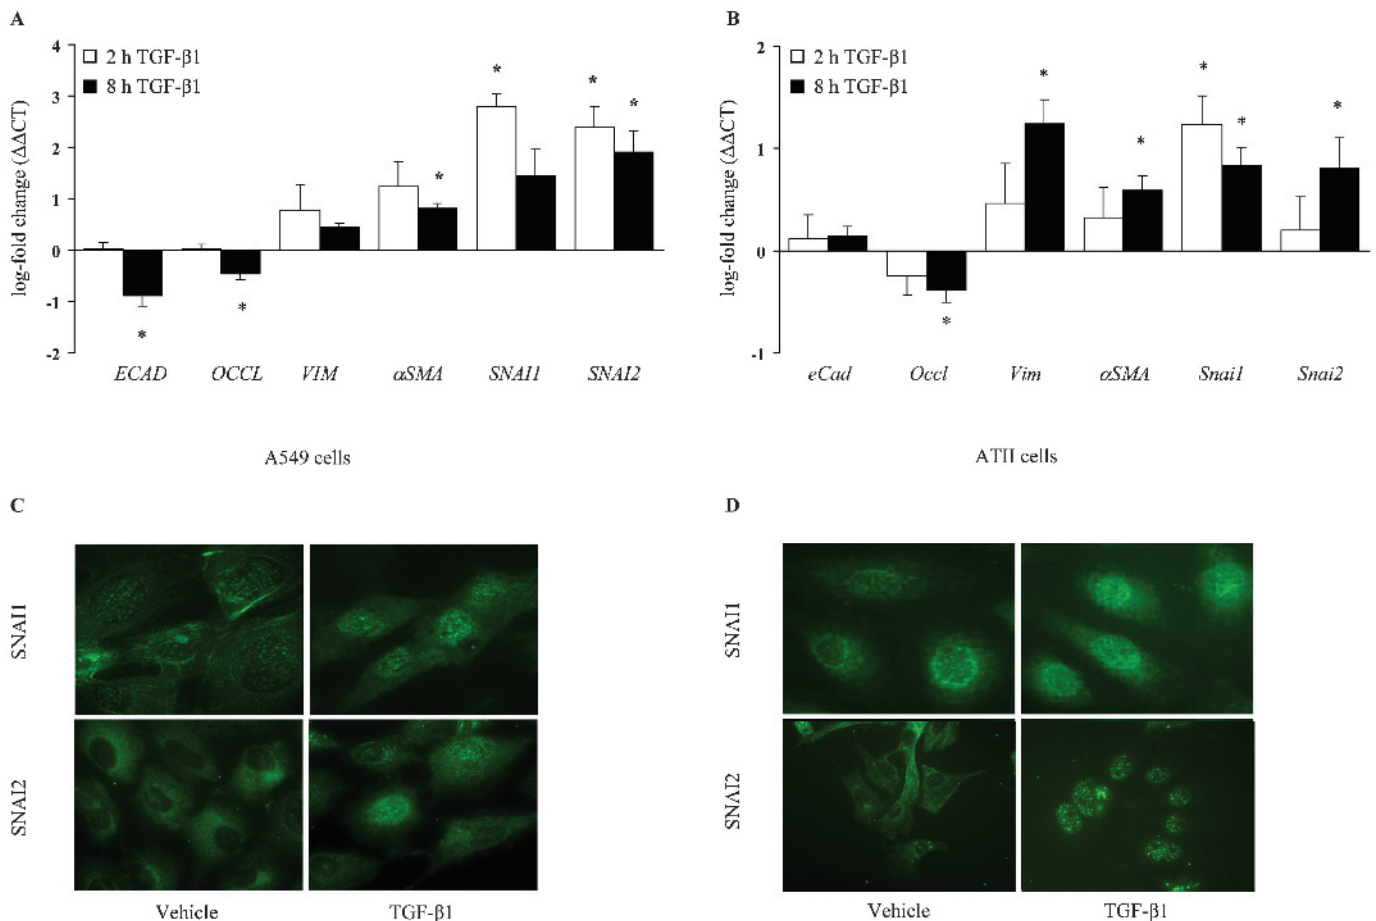 A
4
3
2
1
0
-1
-2
log-fold change (ΔΔCT)
2 h TGF-β1
8 h TGF-β1
*
*
*
*
*
*
ECAD
OCCL
VIM
αSMA
SNAI1
SNAI2
A549 cells
B
2
1
0
-1
log-fold change (ΔΔCT)
2 h TGF-β1
8 h TGF-β1
*
*
*
*
*
*
eCad
Occl
Vim
αSMA
Snai1
Snai2
ATII cells
C
SNAI1
SNAI2
Vehicle
TGF-β1
D
SNAI1
SNAI2
Vehicle
TGF-β1